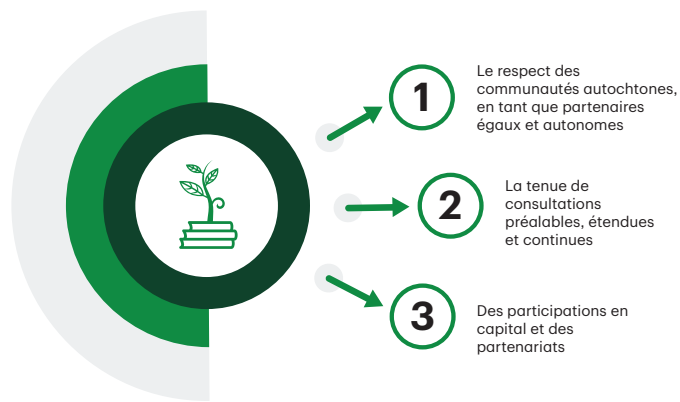 1
Le respect des
communautés autochtones,
en tant que partenaires
égaux et autonomes
2
La tenue de
consultations
préalables, étendues
et continues
3
Des participations en
capital et des
partenariats